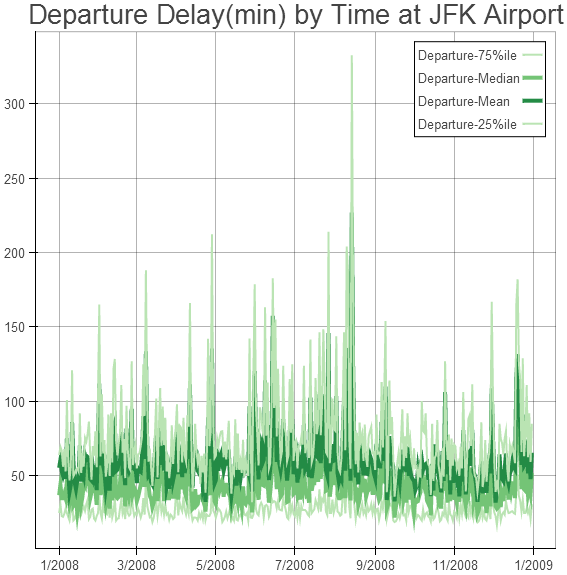 Departure Delay(min) by Time at JFK Airport
Departure-75%ile
Departure-Median
Departure-Mean
Departure-25%ile
300
250
200
150
100
50
1/2008
3/2008
5/2008
7/2008
9/2008
11/2008
1/2009